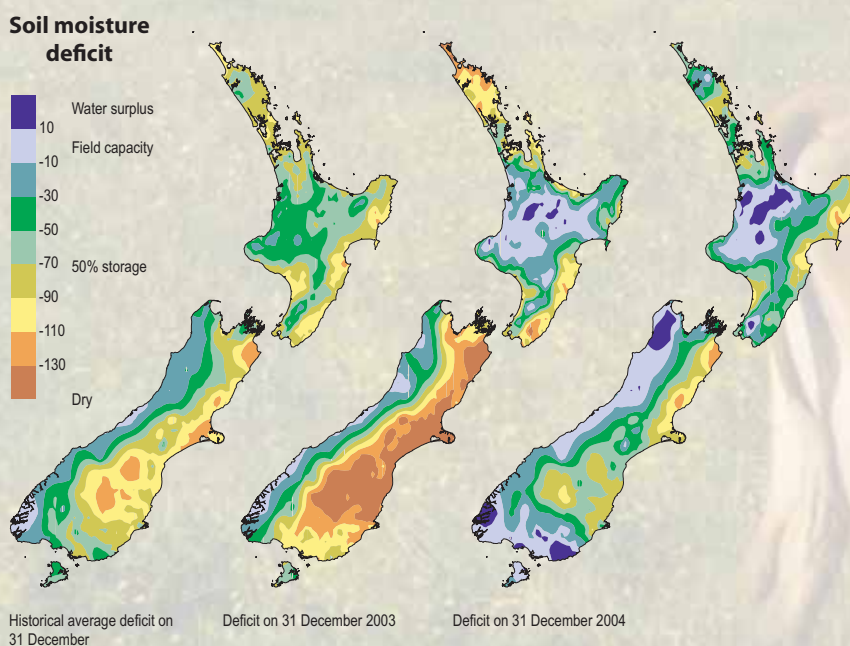 Soil moisture
deficit
Water surplus
10
Field capacity
-10
-30
-50
-70
50% storage
-90
-110
-130
Dry
Historical average deficit on
31 December
Deficit on 31 December 2003
Deficit on 31 December 2004